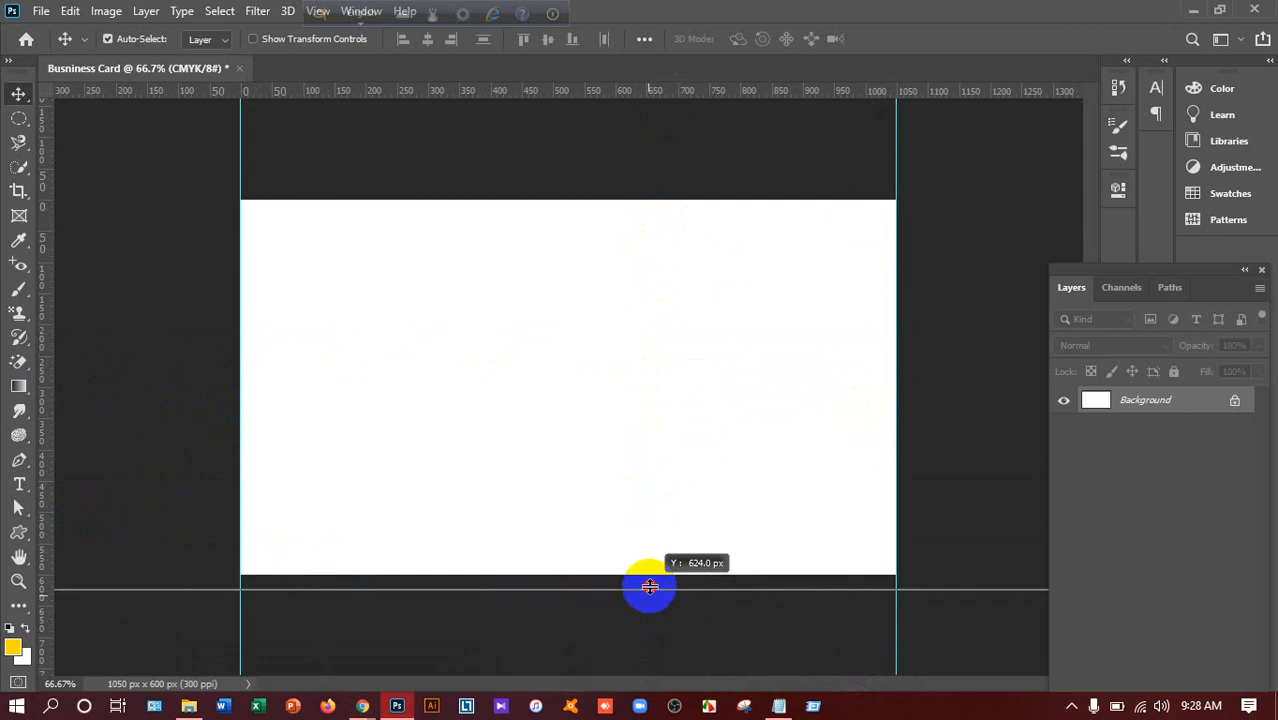 File Edit Image Layer Type Select Filter 3D View Window Help
Auto-Select: Layer Show Transform Controls 3D Mode:
Busniness Card @ 66.7% (CMYK/8#) * ×
300 250 200 150 100 50 0 50 100 150 200 250 300 350 400 450 500 550 600 650 700 750 800 850 900 950 1000 1050 1100 1150 1200 1250 1300
Color
Learn
Libraries
Adjustme...
Swatches
Patterns
Layers Channels Paths
Kind
Normal Opacity: 100%
Lock: Fill: 100%
Background
Y : 624.0 px
66.67% 1050 px x 600 px (300 ppi)
9:28 AM